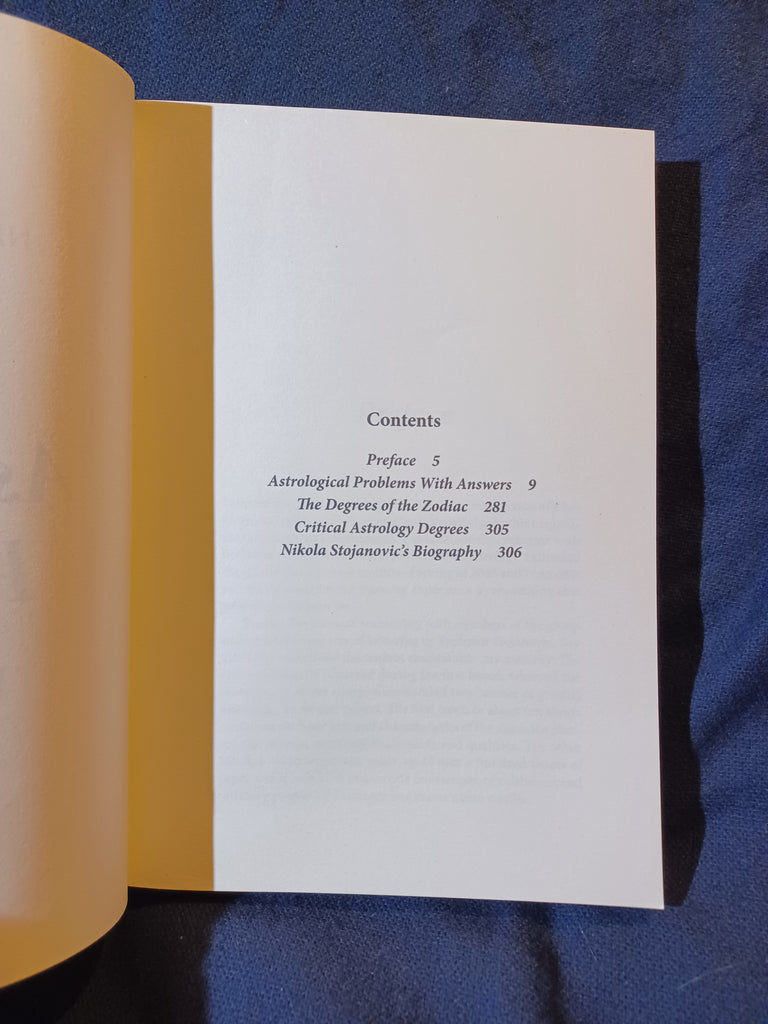 Contents
Preface 5
Astrological Problems With Answers 9
The Degrees of the Zodiac 281
Critical Astrology Degrees 305
Nikola Stojanovic's Biography 306